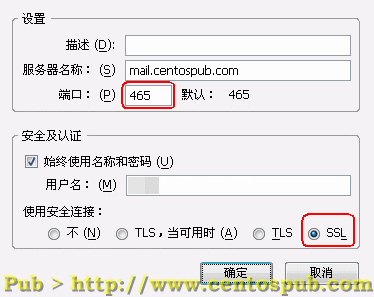 设置
描述 (D):
服务器名称： (S) mail.centospub.com
端口： (P) 465 默认： 465
安全及认证
始终使用名称和密码 (U)
用户名： (M)
使用安全连接：
不 (N) TLS，当可用时 (A) TLS SSL
确定 取消
Pub > http://www.centospub.com